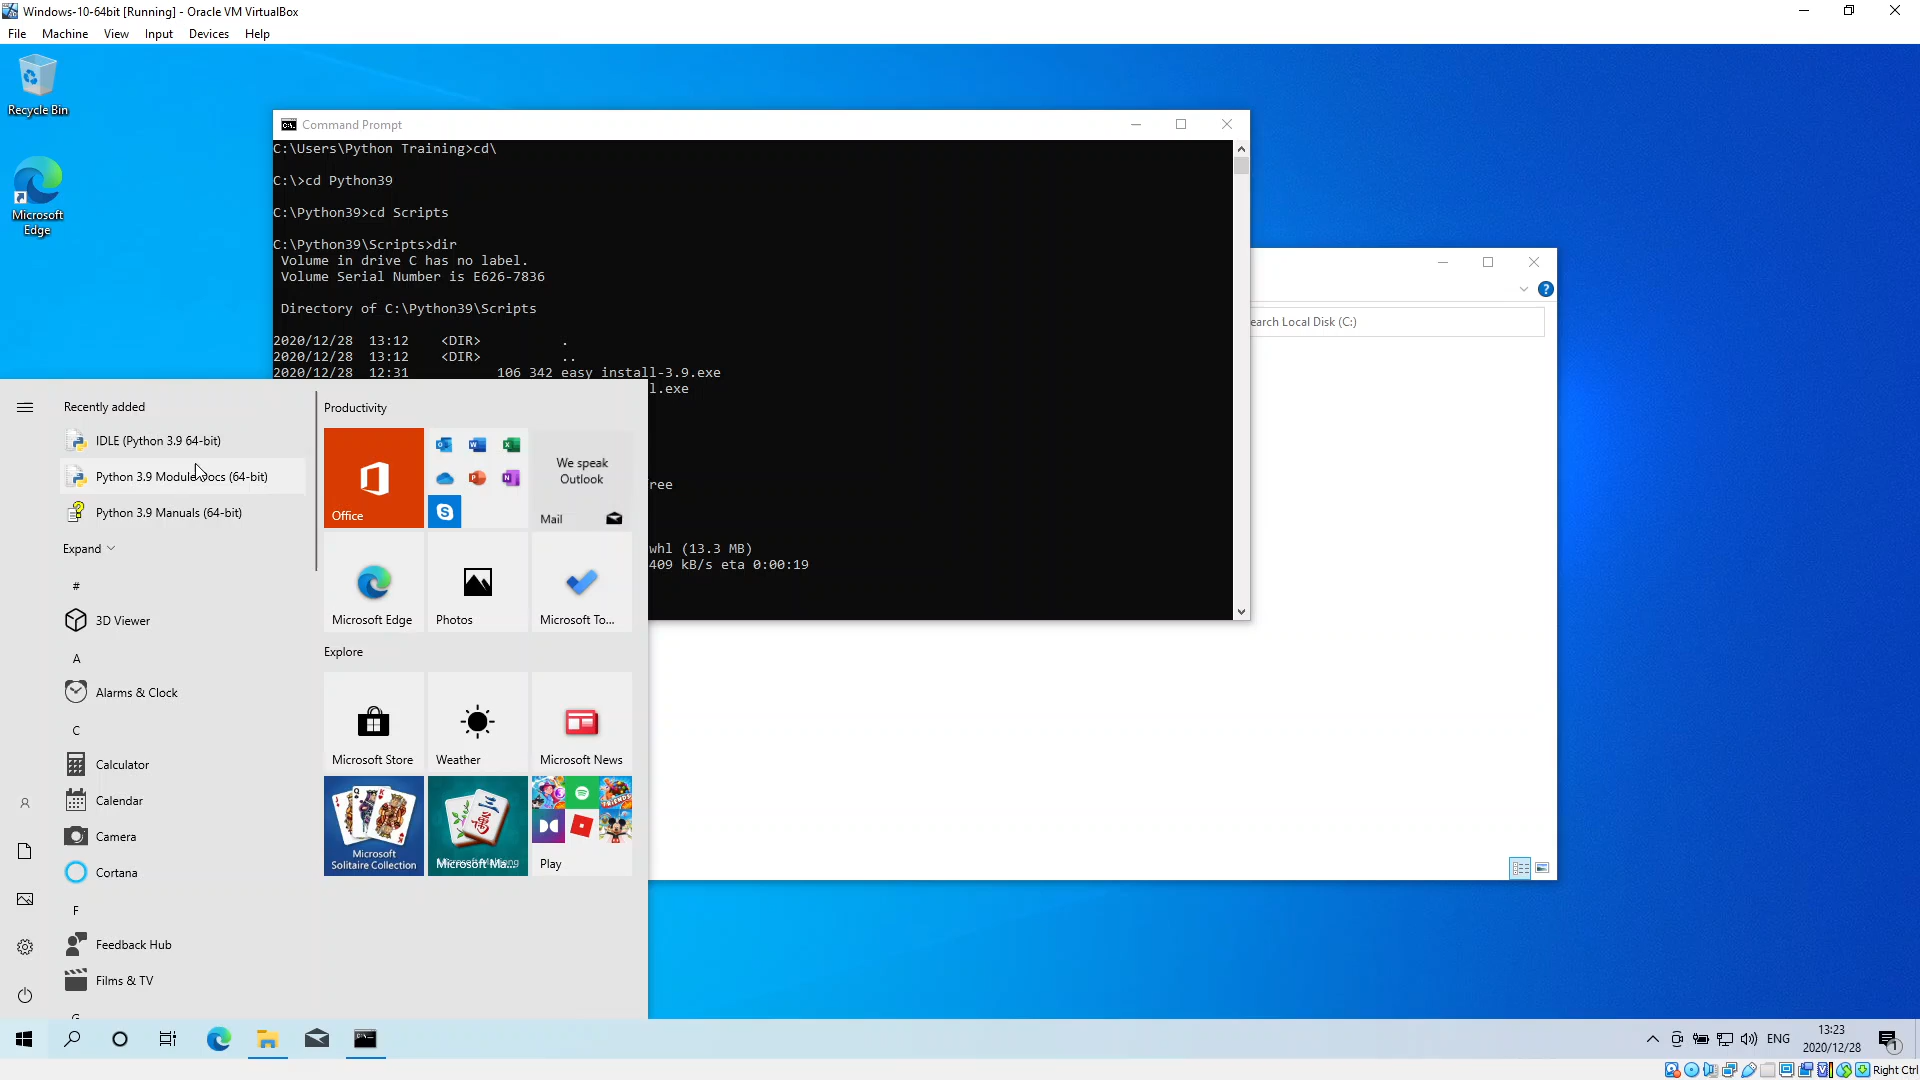 Windows-10-64bit [Running] - Oracle VM VirtualBox
File Machine View Input Devices Help
Recycle Bin
Microsoft
Edge
Command Prompt
C:\Users\Python Training>cd\
C:\>cd Python39
C:\Python39>cd Scripts
C:\Python39\Scripts>dir
Volume in drive C has no label.
Volume Serial Number is E626-7836
Directory of C:\Python39\Scripts
2020/12/28 13:12 <DIR> .
2020/12/28 13:12 <DIR> ..
2020/12/28 12:31 106 342 easy_install-3.9.exe
l.exe
ree
whl (13.3 MB)
409 kB/s eta 0:00:19
earch Local Disk (C:)
Recently added
IDLE (Python 3.9 64-bit)
Python 3.9 Module Docs (64-bit)
Python 3.9 Manuals (64-bit)
Expand
#
3D Viewer
A
Alarms & Clock
C
Calculator
Calendar
Camera
Cortana
F
Feedback Hub
Films & TV
G
Productivity
Office
We speak
Outlook
Mail
Microsoft Edge
Photos
Microsoft To...
Explore
Microsoft Store
Weather
Microsoft News
Microsoft
Solitaire Collection
Microsoft Ma...
Play
ENG
13:23
2020/12/28
1
Right Ctrl